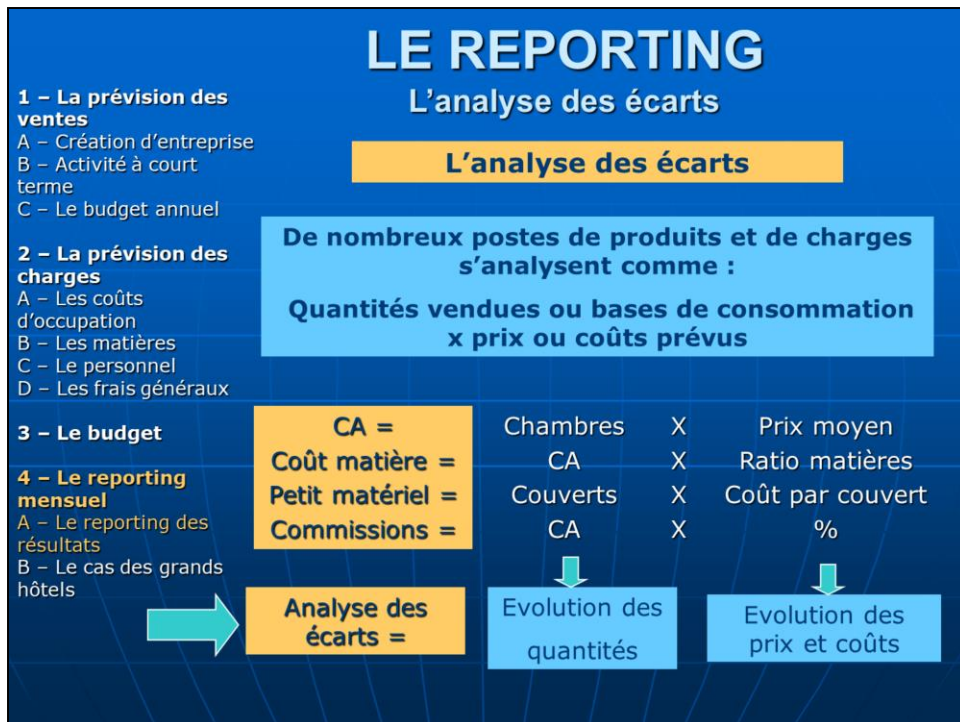 LE REPORTING
L'analyse des écarts
1 – La prévision des
ventes
A – Création d'entreprise
B – Activité à court
terme
C – Le budget annuel
2 – La prévision des
charges
A – Les coûts
d'occupation
B – Les matières
C – Le personnel
D – Les frais généraux
3 – Le budget
4 – Le reporting
mensuel
A – Le reporting des
résultats
B – Le cas des grands
hôtels
L'analyse des écarts
De nombreux postes de produits et de charges
s'analysent comme :
Quantités vendues ou bases de consommation
x prix ou coûts prévus
CA = Chambres X Prix moyen
Coût matière = CA X Ratio matières
Petit matériel = Couverts X Coût par couvert
Commissions = CA X %
Analyse des
écarts =
Evolution des
quantités
Evolution des
prix et coûts